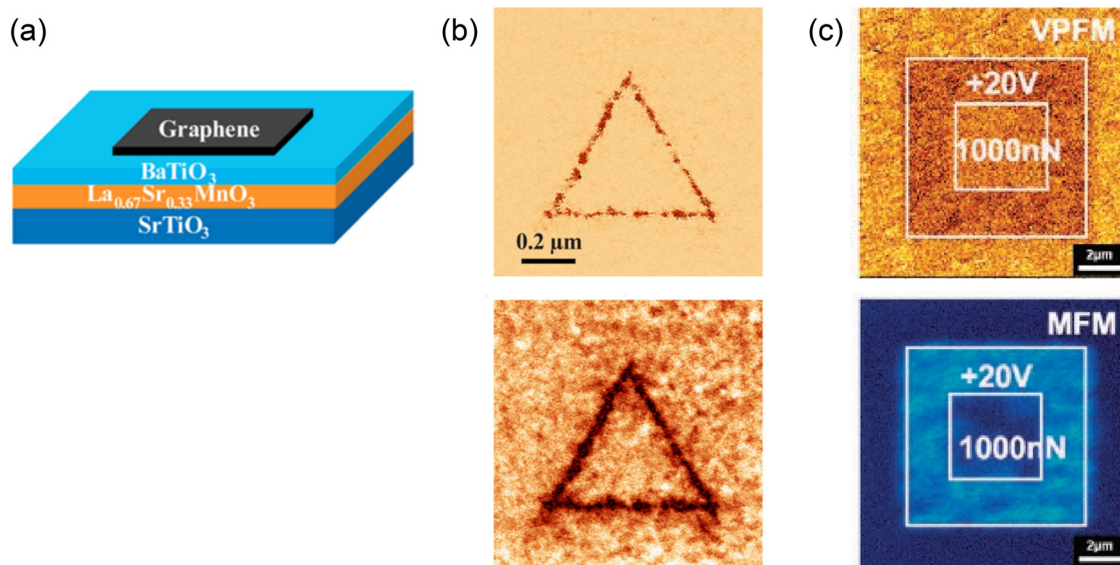 (a)
Graphene
BaTiO₃
La₀.₆₇Sr₀.₃₃MnO₃
SrTiO₃
(b)
0.2 μm
(c)
VPFM
+20V
1000nN
2μm
MFM
+20V
1000nN
2μm